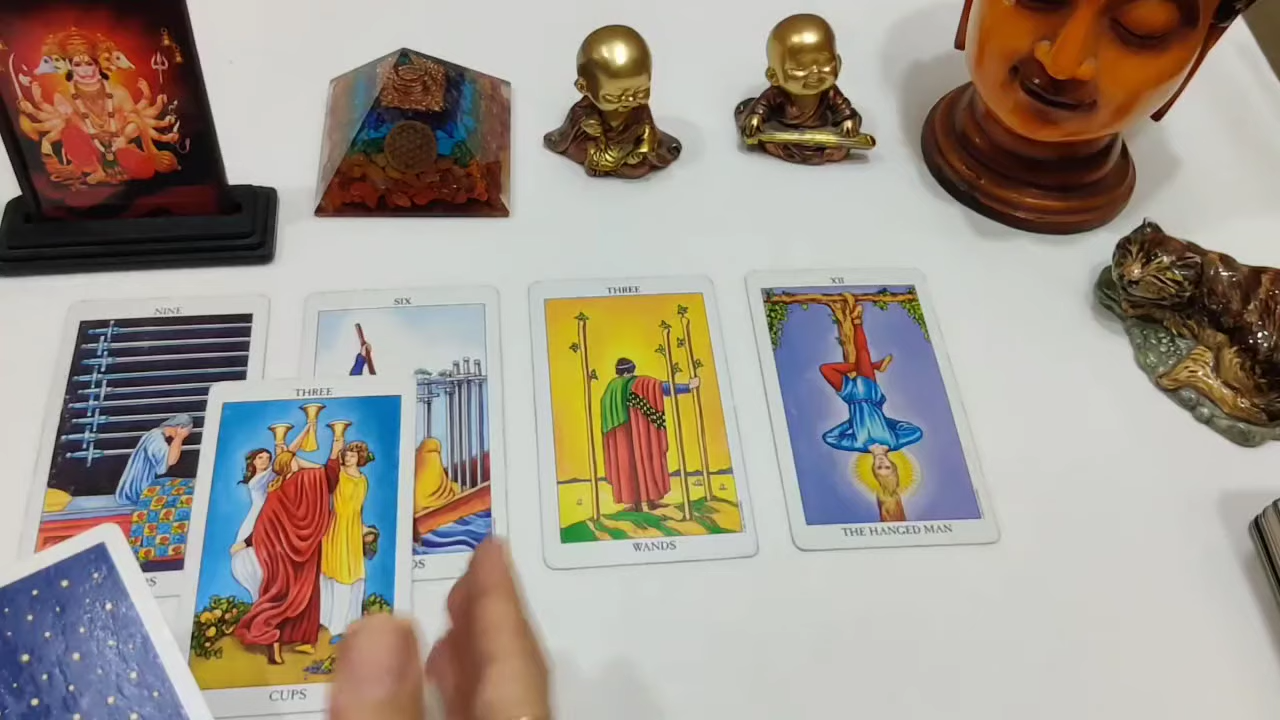 NINE
SIX
THREE
XII
THREE
WANDS
THE HANGED MAN
CUPS